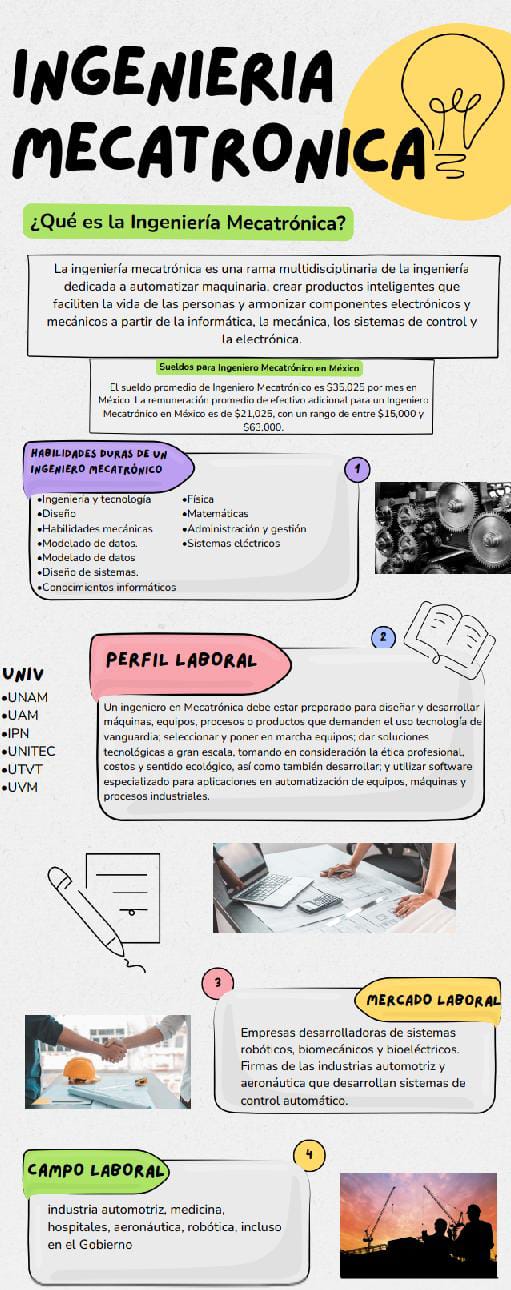 INGENIERIA
MECATRONICA
¿Qué es la Ingeniería Mecatrónica?
La ingeniería mecatrónica es una rama multidisciplinaria de la ingeniería
dedicada a automatizar maquinaria, crear productos inteligentes que
faciliten la vida de las personas y armonizar componentes electrónicos y
mecánicos a partir de la informática, la mecánica, los sistemas de control y
la electrónica.
Sueldos para Ingeniero Mecatrónico en México
El sueldo promedio de Ingeniero Mecatrónico es $35,025 por mes en
México. La remuneración promedio de efectivo adicional para un Ingeniero
Mecatrónico en México es de $21,025, con un rango de entre $15,000 y
$63,000.
HABILIDADES DURAS DE UN
INGENIERO MECATRÓNICO
1
•Ingeniería y tecnología
•Diseño
•Habilidades mecánicas
•Modelado de datos.
•Modelado de datos
•Diseño de sistemas.
•Conocimientos informáticos
•Física
•Matemáticas
•Administración y gestión
•Sistemas eléctricos
2
PERFIL LABORAL
UNIV
•UNAM
•UAM
•IPN
•UNITEC
•UTVT
•UVM
Un ingeniero en Mecatrónica debe estar preparado para diseñar y desarrollar
máquinas, equipos, procesos o productos que demanden el uso tecnología de
vanguardia; seleccionar y poner en marcha equipos; dar soluciones
tecnológicas a gran escala, tomando en consideración la ética profesional,
costos y sentido ecológico, así como también desarrollar; y utilizar software
especializado para aplicaciones en automatización de equipos, máquinas y
procesos industriales.
3
MERCADO LABORAL
Empresas desarrolladoras de sistemas
robóticos, biomecánicos y bioeléctricos.
Firmas de las industrias automotriz y
aeronáutica que desarrollan sistemas de
control automático.
4
CAMPO LABORAL
industria automotriz, medicina,
hospitales, aeronáutica, robótica, incluso
en el Gobierno